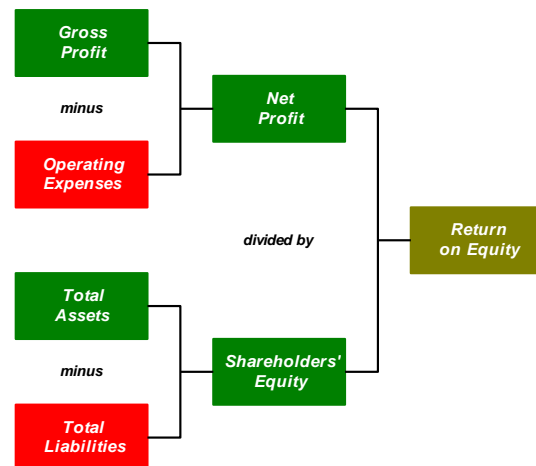 Gross
Profit
minus
Operating
Expenses
Net
Profit
divided by
Return
on Equity
Total
Assets
minus
Total
Liabilities
Shareholders'
Equity